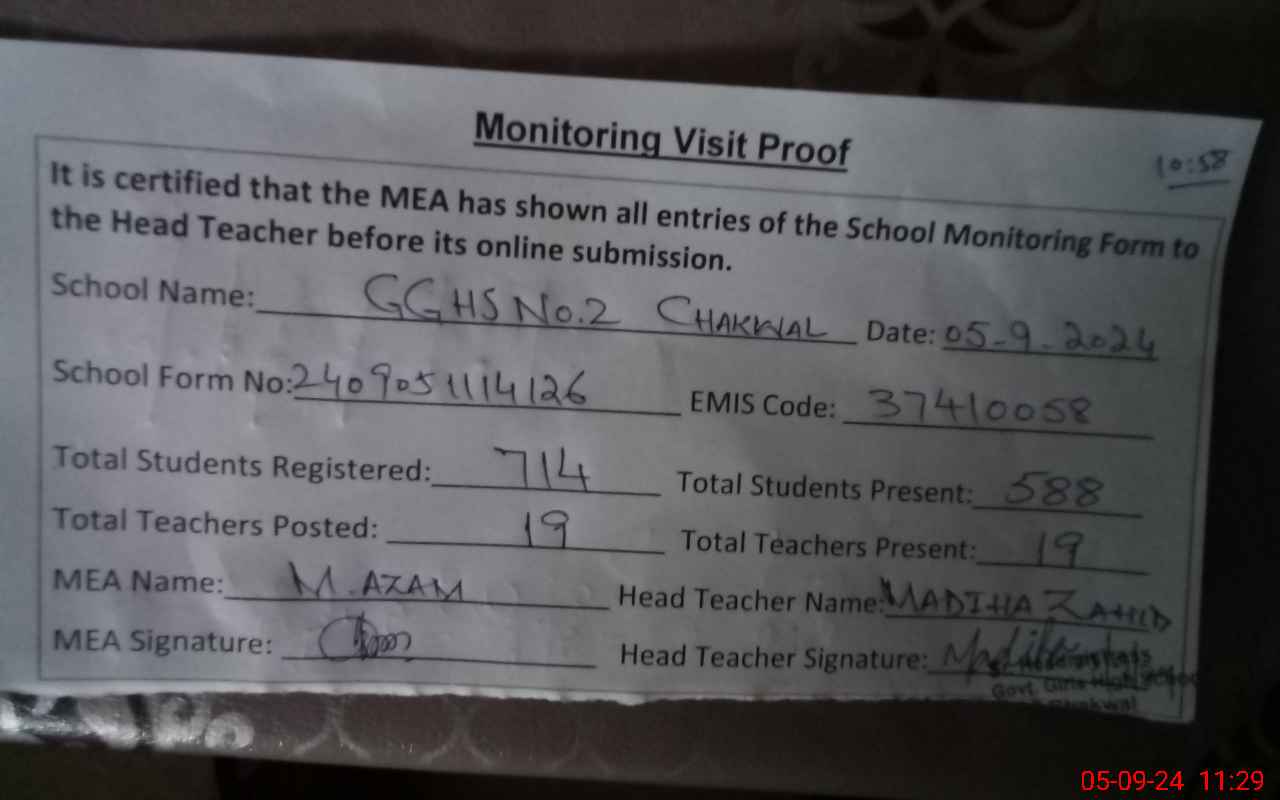 Monitoring Visit Proof
10:58
It is certified that the MEA has shown all entries of the School Monitoring Form to
the Head Teacher before its online submission.
School Name: GGHS No.2 CHAKWAL Date: 05-9-2024
School Form No: 2409051114126 EMIS Code: 37410058
Total Students Registered: 714 Total Students Present: 588
Total Teachers Posted: 19 Total Teachers Present: 19
MEA Name: M. AZAM Head Teacher Name: MADIHA ZAHID
MEA Signature: Head Teacher Signature:
Govt. Girls High
Chakwal
05-09-24 11:29